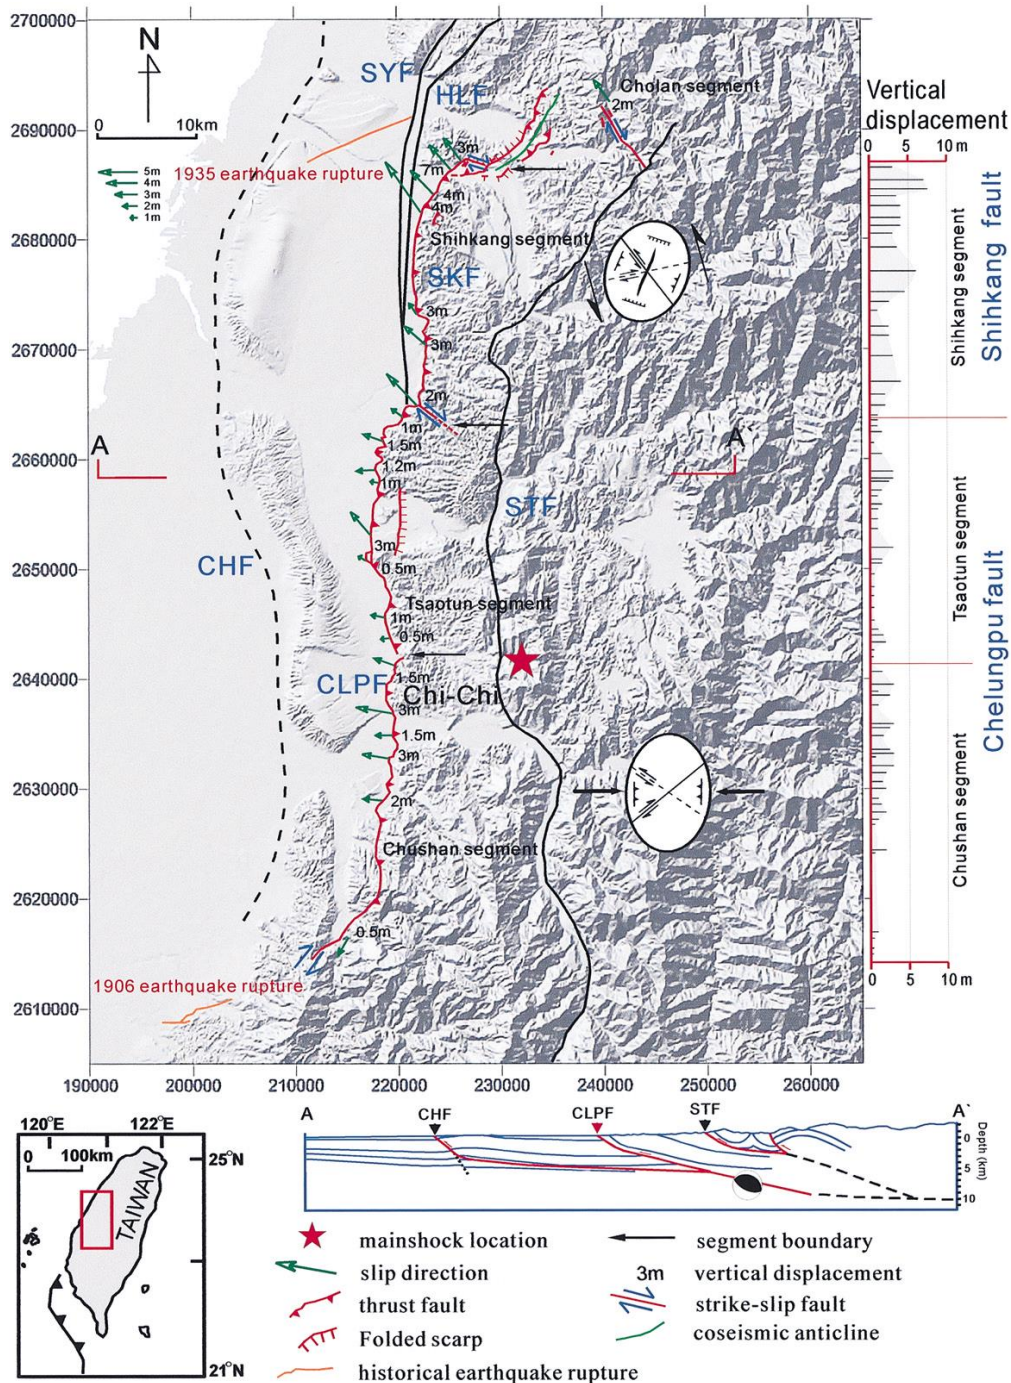 2700000
2690000
2680000
2670000
2660000
2650000
2640000
2630000
2620000
2610000
190000
200000
210000
220000
230000
240000
250000
260000
N
0 10km
5m
4m
3m
2m
1m
1935 earthquake rupture
SYF
HLF
Cholan segment
2m
3m
7m
4m
4m
Shihkang segment
SKF
3m
3m
2m
1m
1.5m
1.2m
1m
A
A'
STF
CHF
3m
0.5m
Tsaotun segment
1m
0.5m
1.5m
CLPF
Chi-Chi
3m
1.5m
3m
2m
Chushan segment
0.5m
1906 earthquake rupture
Vertical
displacement
0 5 10 m
Shihkang segment
Shihkang fault
Tsaotun segment
Chelungpu fault
Chushan segment
0 5 10 m
120°E 122°E
0 100km
25°N
TAIWAN
21°N
A CHF CLPF STF A`
Depth (km)
0
5
10
mainshock location
segment boundary
slip direction
3m vertical displacement
thrust fault
strike-slip fault
Folded scarp
coseismic anticline
historical earthquake rupture